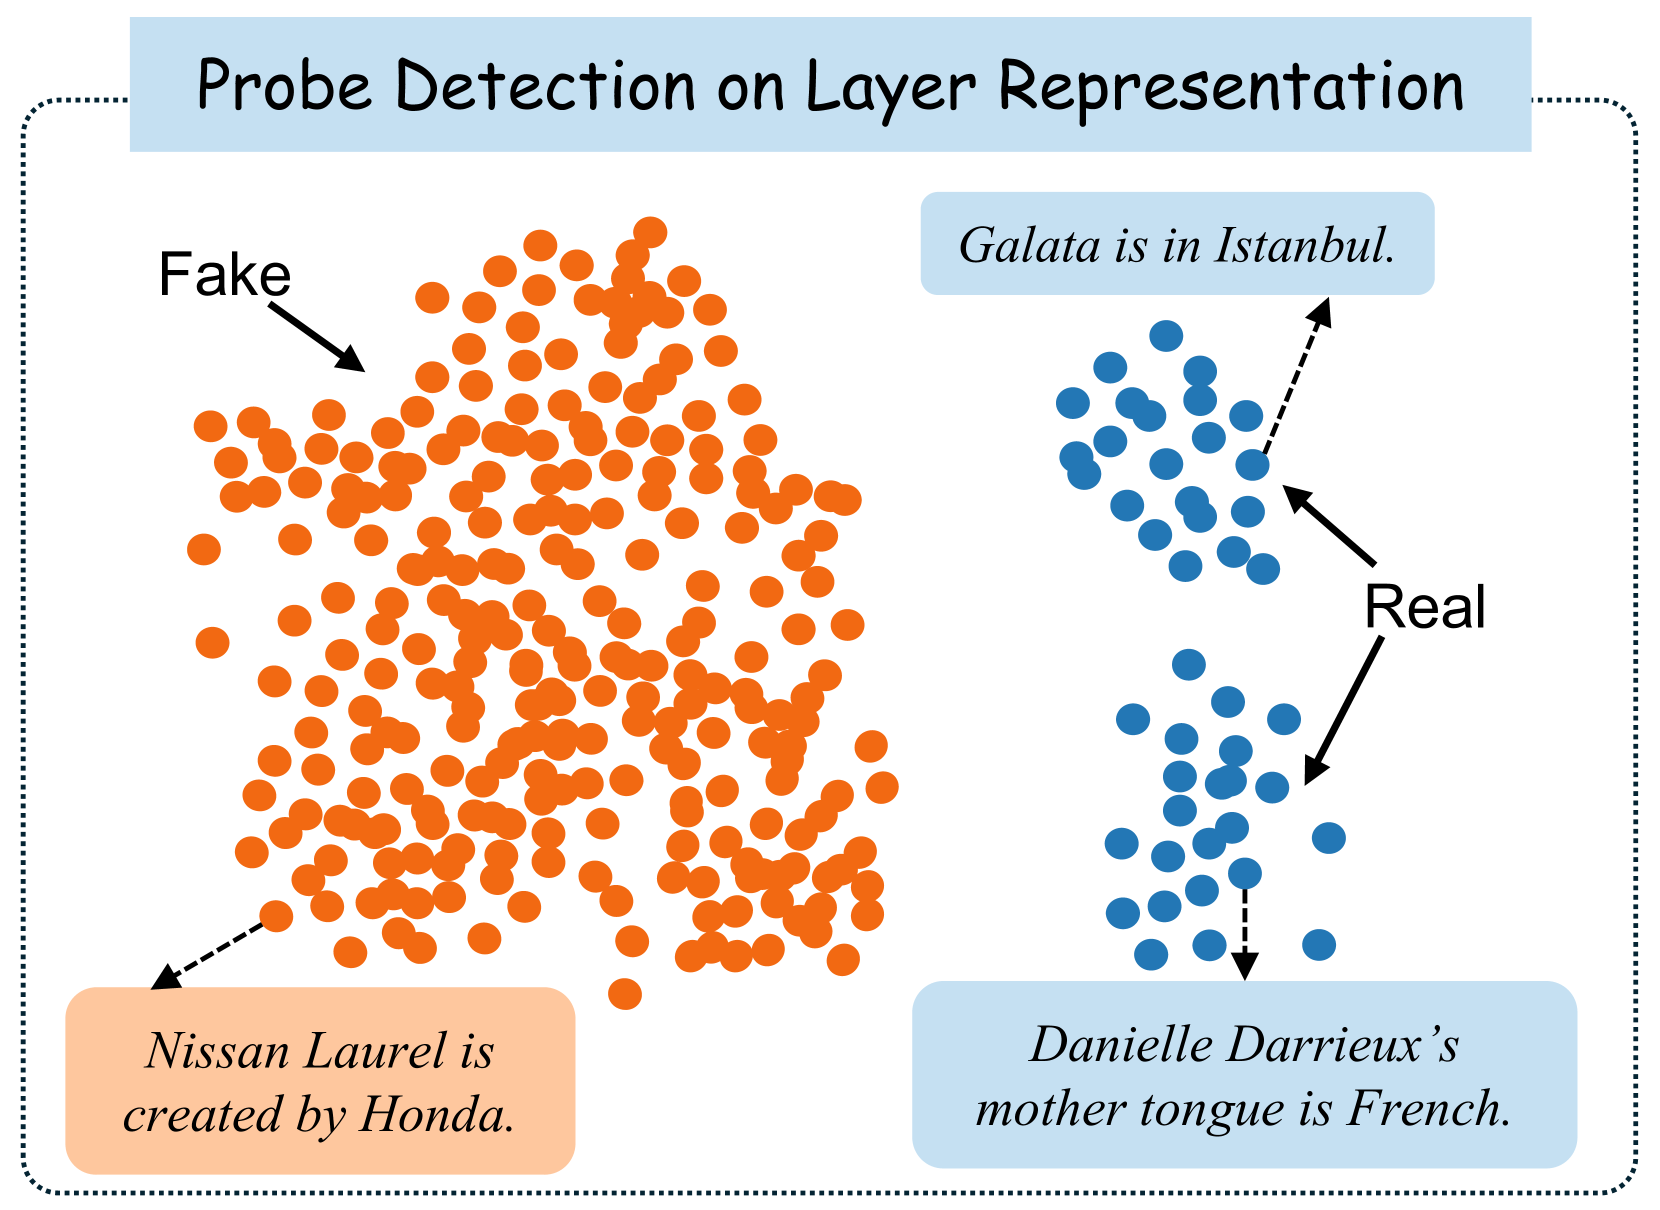 Probe Detection on Layer Representation
Fake
Galata is in Istanbul.
Real
Nissan Laurel is
created by Honda.
Danielle Darrieux’s
mother tongue is French.